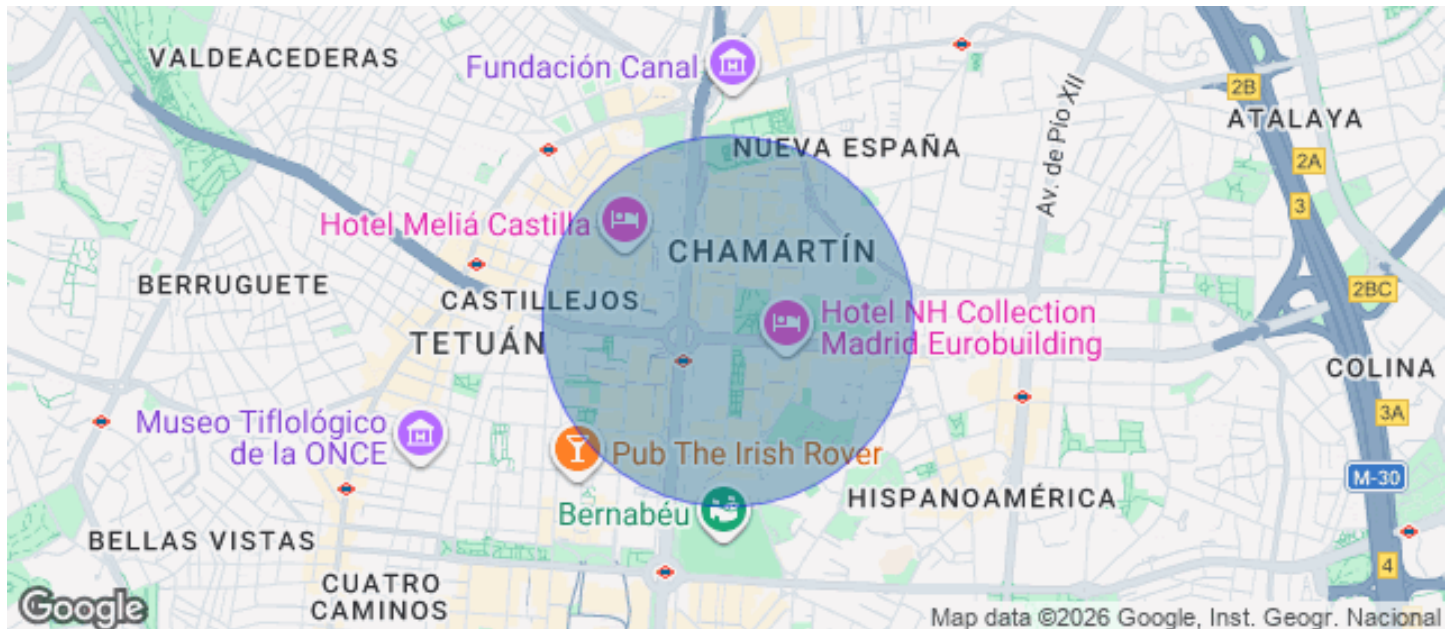 VALDEACEDERAS
Fundación Canal
Av. de Pío XII
2B
ATALAYA
NUEVA ESPAÑA
2A
3
Hotel Meliá Castilla
CHAMARTÍN
BERRUGUETE
CASTILLEJOS
2BC
Hotel NH Collection
Madrid Eurobuilding
TETUÁN
COLINA
3A
Museo Tiflológico
de la ONCE
Pub The Irish Rover
M-30
HISPANOAMÉRICA
Bernabéu
BELLAS VISTAS
4
CUATRO
CAMINOS
Google
Map data ©2026 Google, Inst. Geogr. Nacional